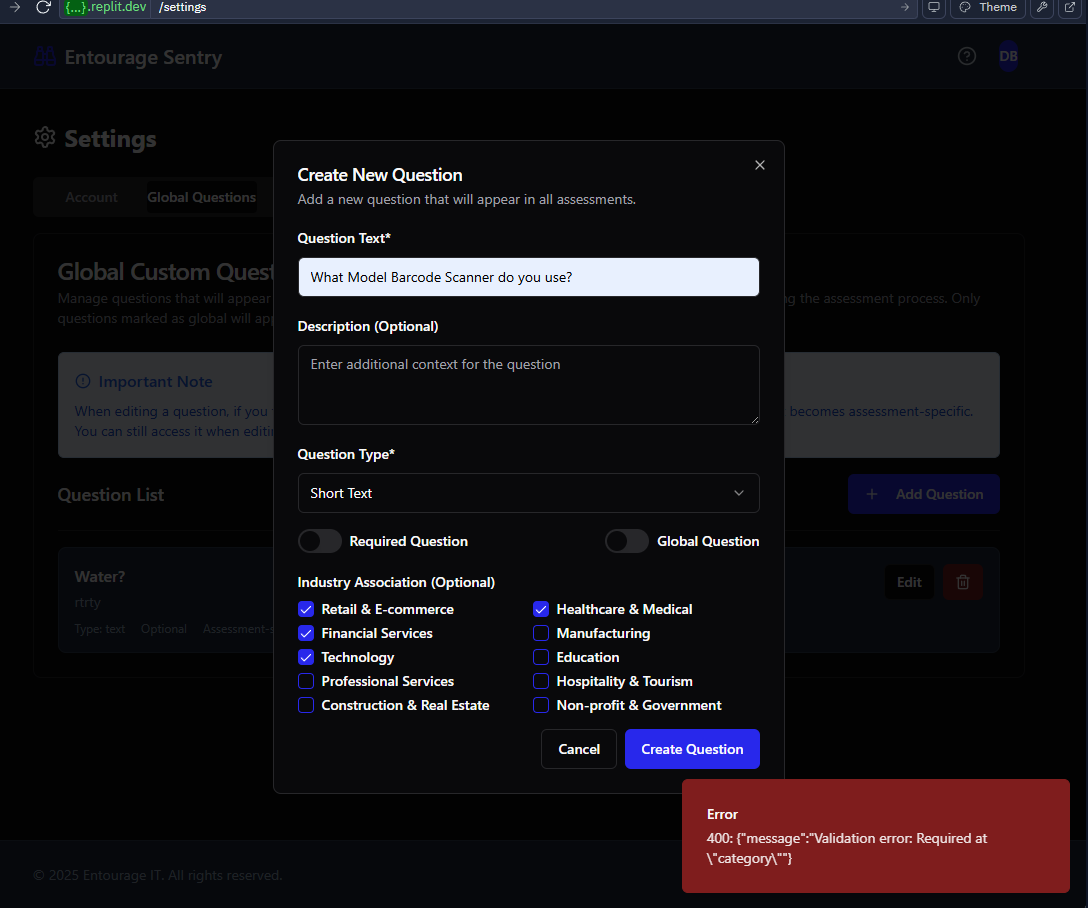 {...}.replit.dev /settings
Theme
Entourage Sentry
DB
Settings
Account Global Questions
Create New Question
Add a new question that will appear in all assessments.
Question Text*
What Model Barcode Scanner do you use?
Description (Optional)
Enter additional context for the question
Question Type*
Short Text
Required Question Global Question
Industry Association (Optional)
Retail & E-commerce Healthcare & Medical
Financial Services Manufacturing
Technology Education
Professional Services Hospitality & Tourism
Construction & Real Estate Non-profit & Government
Cancel Create Question
Global Custom Quest
Manage questions that will appear ng the assessment process. Only
questions marked as global will app
Important Note
When editing a question, if you becomes assessment-specific.
You can still access it when editi
Question List
Add Question
Water?
rtrty
Type: text Optional Assessment-s
Edit
Error
400: {"message":"Validation error: Required at
\"category\""}
© 2025 Entourage IT. All rights reserved.